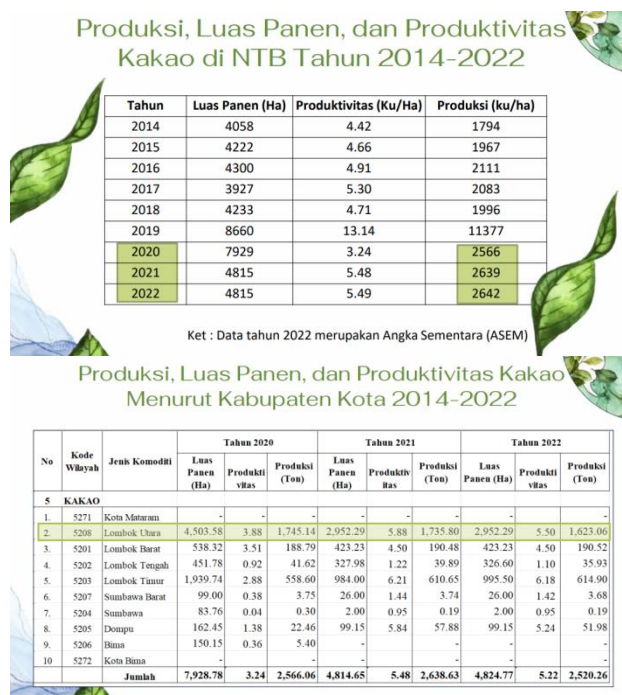 Produksi, Luas Panen, dan Produktivitas
Kakao di NTB Tahun 2014-2022
Tahun Luas Panen (Ha) Produktivitas (Ku/Ha) Produksi (ku/ha)
2014 4058 4.42 1794
2015 4222 4.66 1967
2016 4300 4.91 2111
2017 3927 5.30 2083
2018 4233 4.71 1996
2019 8660 13.14 11377
2020 7929 3.24 2566
2021 4815 5.48 2639
2022 4815 5.49 2642
Ket : Data tahun 2022 merupakan Angka Sementara (ASEM)
Produksi, Luas Panen, dan Produktivitas Kakao
Menurut Kabupaten Kota 2014-2022
Tahun 2020 Tahun 2021 Tahun 2022
No Kode Wilayah Jenis Komoditi Luas Panen (Ha) Produkti vitas Produksi (Ton) Luas Panen (Ha) Produktiv itas Produksi (Ton) Luas Panen (Ha) Produkti vitas Produksi (Ton)
5 KAKAO
1. 5271 Kota Mataram - - - - - - - - -
2. 5208 Lombok Utara 4,503.58 3.88 1,745.14 2,952.29 5.88 1,735.80 2,952.29 5.50 1,623.06
3. 5201 Lombok Barat 538.32 3.51 188.79 423.23 4.50 190.48 423.23 4.50 190.52
4. 5202 Lombok Tengah 451.78 0.92 41.62 327.98 1.22 39.89 326.60 1.10 35.93
5. 5203 Lombok Timur 1,939.74 2.88 558.60 984.00 6.21 610.65 995.50 6.18 614.90
6. 5207 Sumbawa Barat 99.00 0.38 3.75 26.00 1.44 3.74 26.00 1.42 3.68
7. 5204 Sumbawa 83.76 0.04 0.30 2.00 0.95 0.19 2.00 0.95 0.19
8. 5205 Dompu 162.45 1.38 22.46 99.15 5.84 57.88 99.15 5.24 51.98
9. 5206 Bima 150.15 0.36 5.40 - - - -
10 5272 Kota Bima - - - - - - -
Jumlah 7,928.78 3.24 2,566.06 4,814.65 5.48 2,638.63 4,824.77 5.22 2,520.26